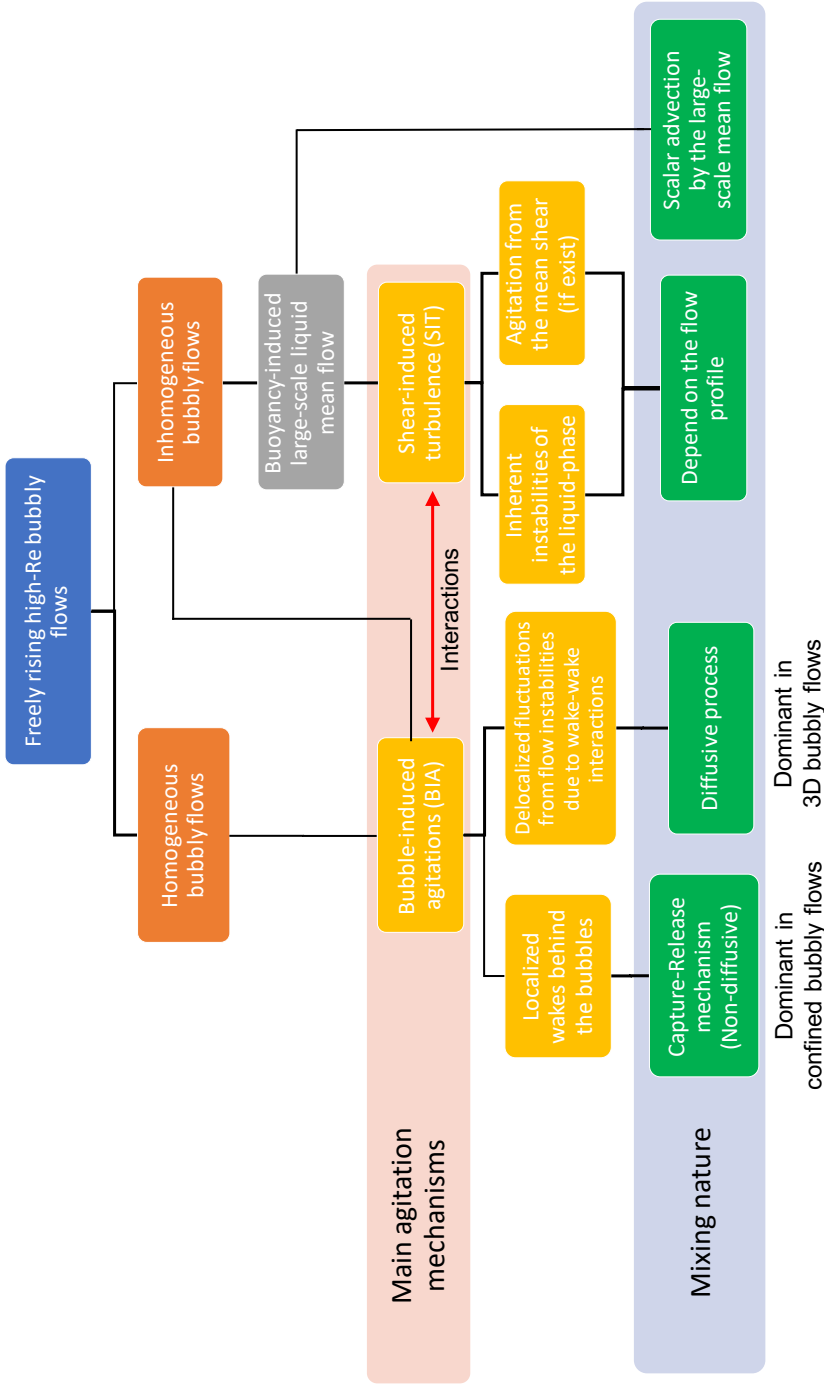 Freely rising high-Re bubbly
flows
Homogeneous
bubbly flows
Inhomogeneous
bubbly flows
Buoyancy-induced
large-scale liquid
mean flow
Main agitation
mechanisms
Bubble-induced
agitations (BIA)
Interactions
Shear-induced
turbulence (SIT)
Localized
wakes behind
the bubbles
Delocalized fluctuations
from flow instabilities
due to wake-wake
interactions
Inherent
instabilities of
the liquid-phase
Agitation from
the mean shear
(if exist)
Mixing nature
Capture-Release
mechanism
(Non-diffusive)
Diffusive process
Depend on the flow
profile
Scalar advection
by the large-
scale mean flow
Dominant in
confined bubbly flows
Dominant in
3D bubbly flows